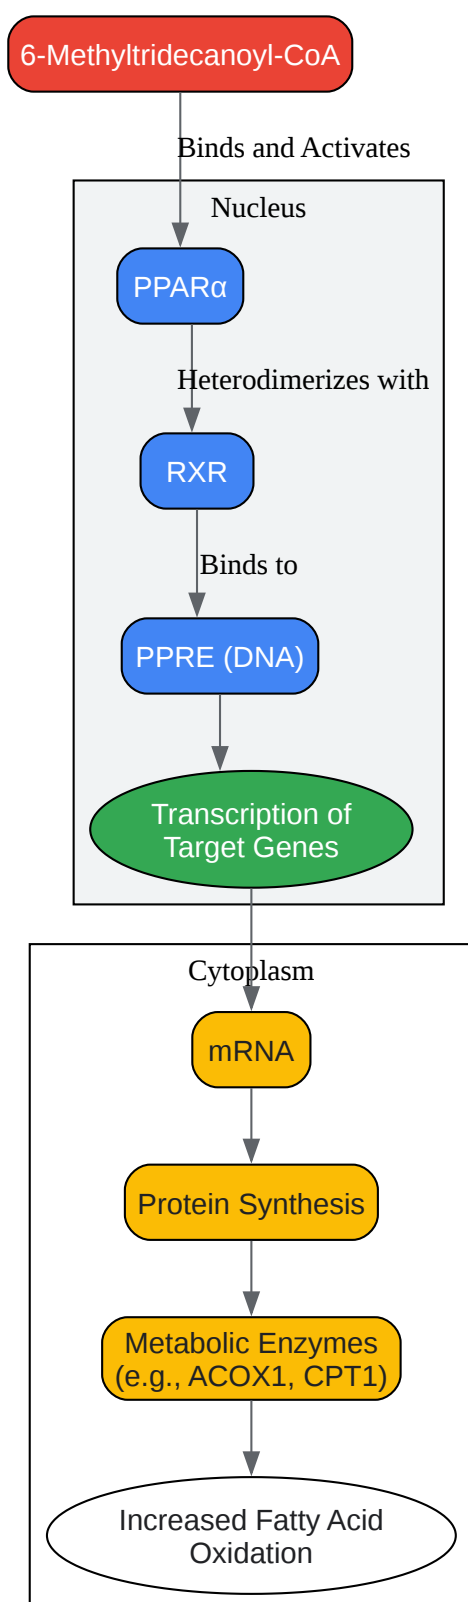 6-Methyltridecanoyl-CoA
Binds and Activates
Nucleus
PPARα
Heterodimerizes with
RXR
Binds to
PPRE (DNA)
Transcription of
Target Genes
Cytoplasm
mRNA
Protein Synthesis
Metabolic Enzymes
(e.g., ACOX1, CPT1)
Increased Fatty Acid
Oxidation